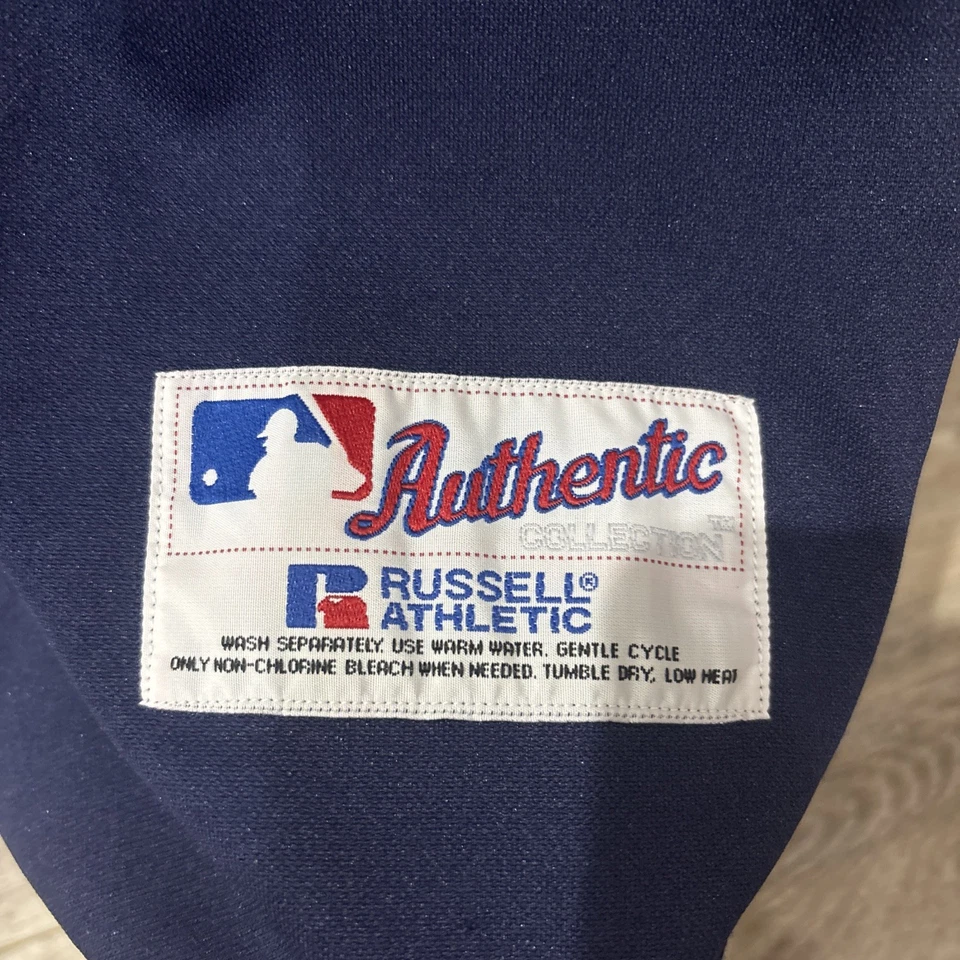 Authentic
COLLECTION™
RUSSELL®
ATHLETIC
WASH SEPARATELY. USE WARM WATER. GENTLE CYCLE
ONLY NON-CHLORINE BLEACH WHEN NEEDED. TUMBLE DRY, LOW HEAT